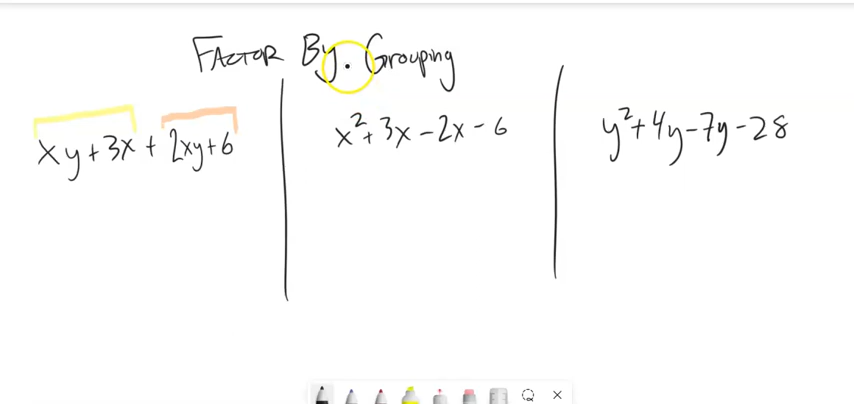 FACTOR By. Grouping
xy + 3x + 2xy + 6
x² + 3x - 2x - 6
y² + 4y - 7y - 28